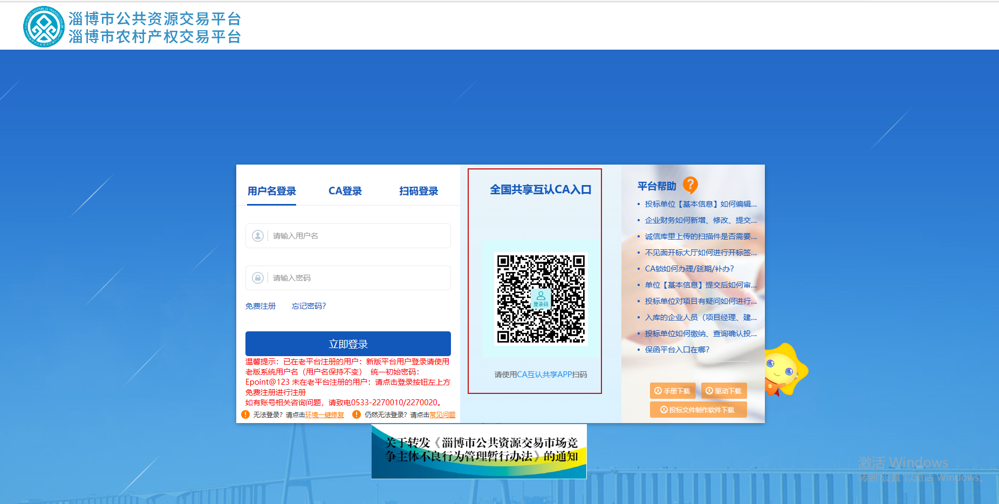 淄博市公共资源交易平台
淄博市农村产权交易平台
用户名登录 CA登录 扫码登录
请输入用户名
请输入密码
免费注册 忘记密码?
立即登录
温馨提示：已在老平台注册的用户：新版平台用户登录请使用
老版系统用户名（用户名保持不变） 统一初始密码：
Epoint@123 未在老平台注册的用户：请点击登录按钮左上方
免费注册进行注册
如有账号相关咨询问题，请致电0533-2270010/2270020。
无法登录？请点击环境一键修复 仍然无法登录？请点击常见问题
全国共享互认CA入口
登录码
请使用CA互认共享APP扫码
平台帮助
投标单位【基本信息】如何编辑...
企业财务如何新增、修改、提交...
诚信库里上传的扫描件是否需要...
不见面开标大厅如何进行开标签...
CA锁如何办理/延期/补办？
单位【基本信息】提交后如何审...
投标单位对项目有疑问如何进行...
入库的企业人员（项目经理、建...
投标单位如何缴纳、查询确认投...
保函平台入口在哪？
手册下载 驱动下载
投标文件制作软件下载
关于转发《淄博市公共资源交易市场竞
争主体不良行为管理暂行办法》的通知
激活 Windows
转到"设置"以激活 Windows。